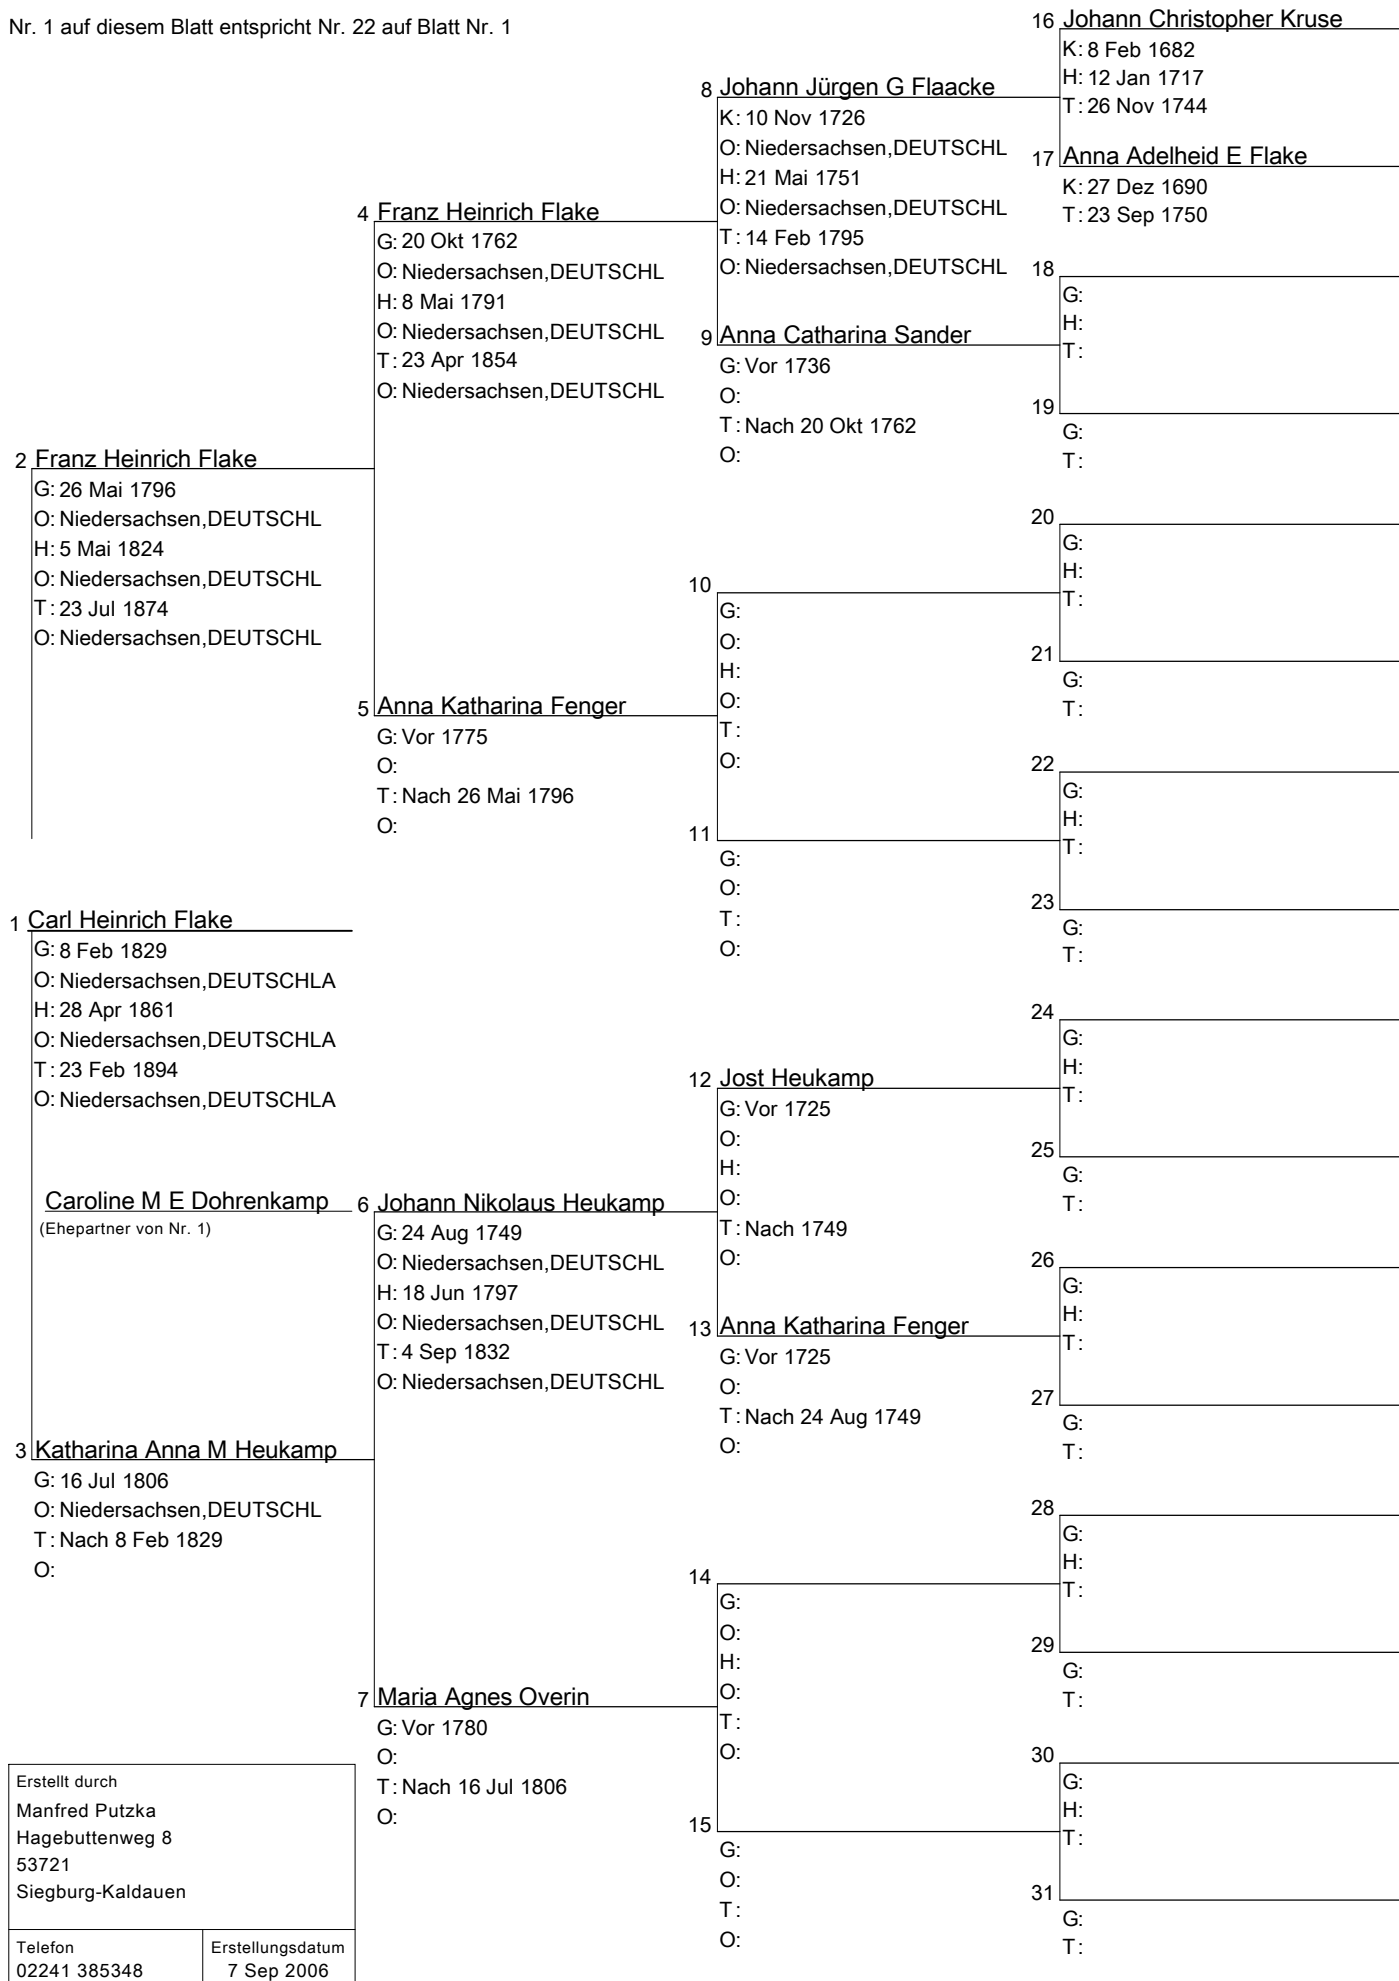 Nr. 1 auf diesem Blatt entspricht Nr. 22 auf Blatt Nr. 1
2 Franz Heinrich Flake
G: 26 Mai 1796
O: Niedersachsen,DEUTSCHL
H: 5 Mai 1824
O: Niedersachsen,DEUTSCHL
T: 23 Jul 1874
O: Niedersachsen,DEUTSCHL
1 Carl Heinrich Flake
G: 8 Feb 1829
O: Niedersachsen,DEUTSCHLA
H: 28 Apr 1861
O: Niedersachsen,DEUTSCHLA
T: 23 Feb 1894
O: Niedersachsen,DEUTSCHLA
Caroline M E Dohrenkamp
(Ehepartner von Nr. 1)
3 Katharina Anna M Heukamp
G: 16 Jul 1806
O: Niedersachsen,DEUTSCHL
T: Nach 8 Feb 1829
O:
4 Franz Heinrich Flake
G: 20 Okt 1762
O: Niedersachsen,DEUTSCHL
H: 8 Mai 1791
O: Niedersachsen,DEUTSCHL
T: 23 Apr 1854
O: Niedersachsen,DEUTSCHL
5 Anna Katharina Fenger
G: Vor 1775
O:
T: Nach 26 Mai 1796
O:
6 Johann Nikolaus Heukamp
G: 24 Aug 1749
O: Niedersachsen,DEUTSCHL
H: 18 Jun 1797
O: Niedersachsen,DEUTSCHL
T: 4 Sep 1832
O: Niedersachsen,DEUTSCHL
7 Maria Agnes Overin
G: Vor 1780
O:
T: Nach 16 Jul 1806
O:
8 Johann Jürgen G Flaacke
K: 10 Nov 1726
O: Niedersachsen,DEUTSCHL
H: 21 Mai 1751
O: Niedersachsen,DEUTSCHL
T: 14 Feb 1795
O: Niedersachsen,DEUTSCHL
9 Anna Catharina Sander
G: Vor 1736
O:
T: Nach 20 Okt 1762
O:
10
G:
O:
H:
O:
T:
O:
11
G:
O:
T:
O:
12 Jost Heukamp
G: Vor 1725
O:
H:
O:
T: Nach 1749
O:
13 Anna Katharina Fenger
G: Vor 1725
O:
T: Nach 24 Aug 1749
O:
14
G:
O:
H:
O:
T:
O:
15
G:
O:
T:
O:
16 Johann Christopher Kruse
K: 8 Feb 1682
H: 12 Jan 1717
T: 26 Nov 1744
17 Anna Adelheid E Flake
K: 27 Dez 1690
T: 23 Sep 1750
18
G:
H:
T:
19
G:
T:
20
G:
H:
T:
21
G:
T:
22
G:
H:
T:
23
G:
T:
24
G:
H:
T:
25
G:
T:
26
G:
H:
T:
27
G:
T:
28
G:
H:
T:
29
G:
T:
30
G:
H:
T:
31
G:
T:
Erstellt durch
Manfred Putzka
Hagebuttenweg 8
53721
Siegburg-Kaldauen
Telefon
02241 385348
Erstellungsdatum
7 Sep 2006